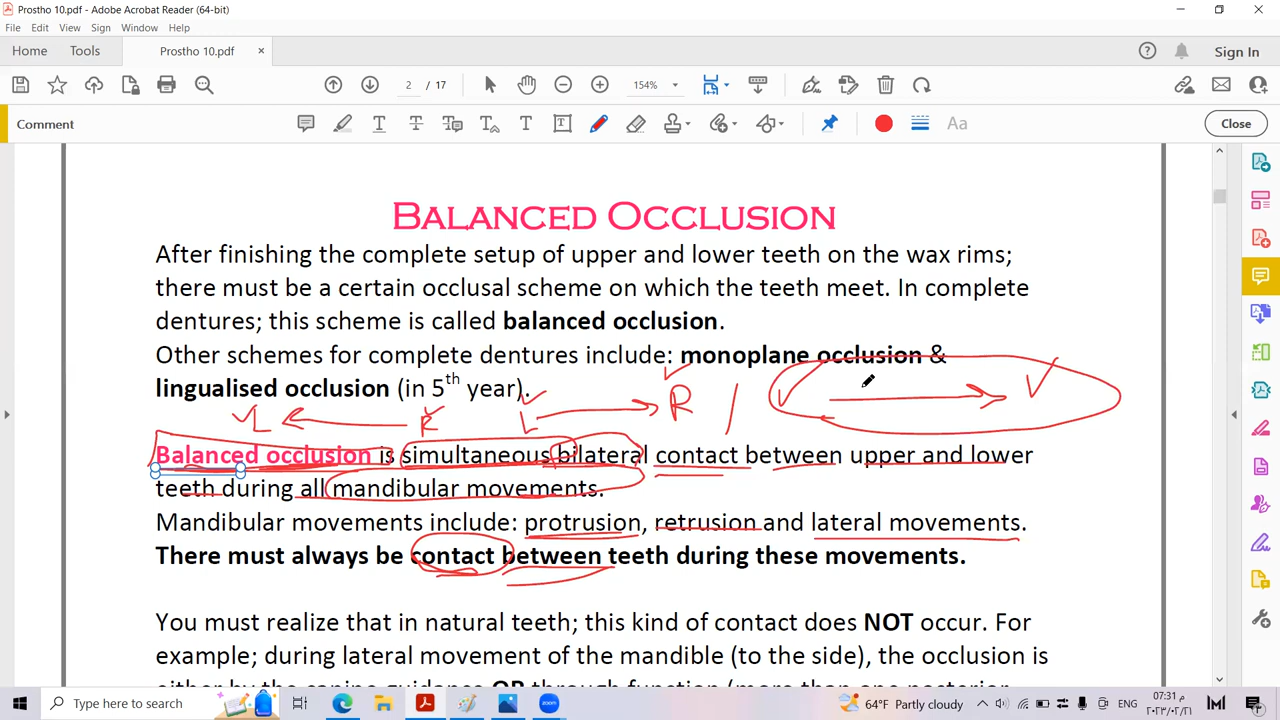 Prostho 10.pdf - Adobe Acrobat Reader (64-bit)
File Edit View Sign Window Help
Home Tools Prostho 10.pdf × Sign In
2 / 17 154%
Comment Aa Close
BALANCED OCCLUSION
After finishing the complete setup of upper and lower teeth on the wax rims;
there must be a certain occlusal scheme on which the teeth meet. In complete
dentures; this scheme is called balanced occlusion.
Other schemes for complete dentures include: monoplane occlusion &
lingualised occlusion (in 5th year).
L R L R
Balanced occlusion is simultaneous bilateral contact between upper and lower
teeth during all mandibular movements.
Mandibular movements include: protrusion, retrusion and lateral movements.
There must always be contact between teeth during these movements.
You must realize that in natural teeth; this kind of contact does NOT occur. For
example; during lateral movement of the mandible (to the side), the occlusion is
Type here to search 64°F Partly cloudy 07:31 م